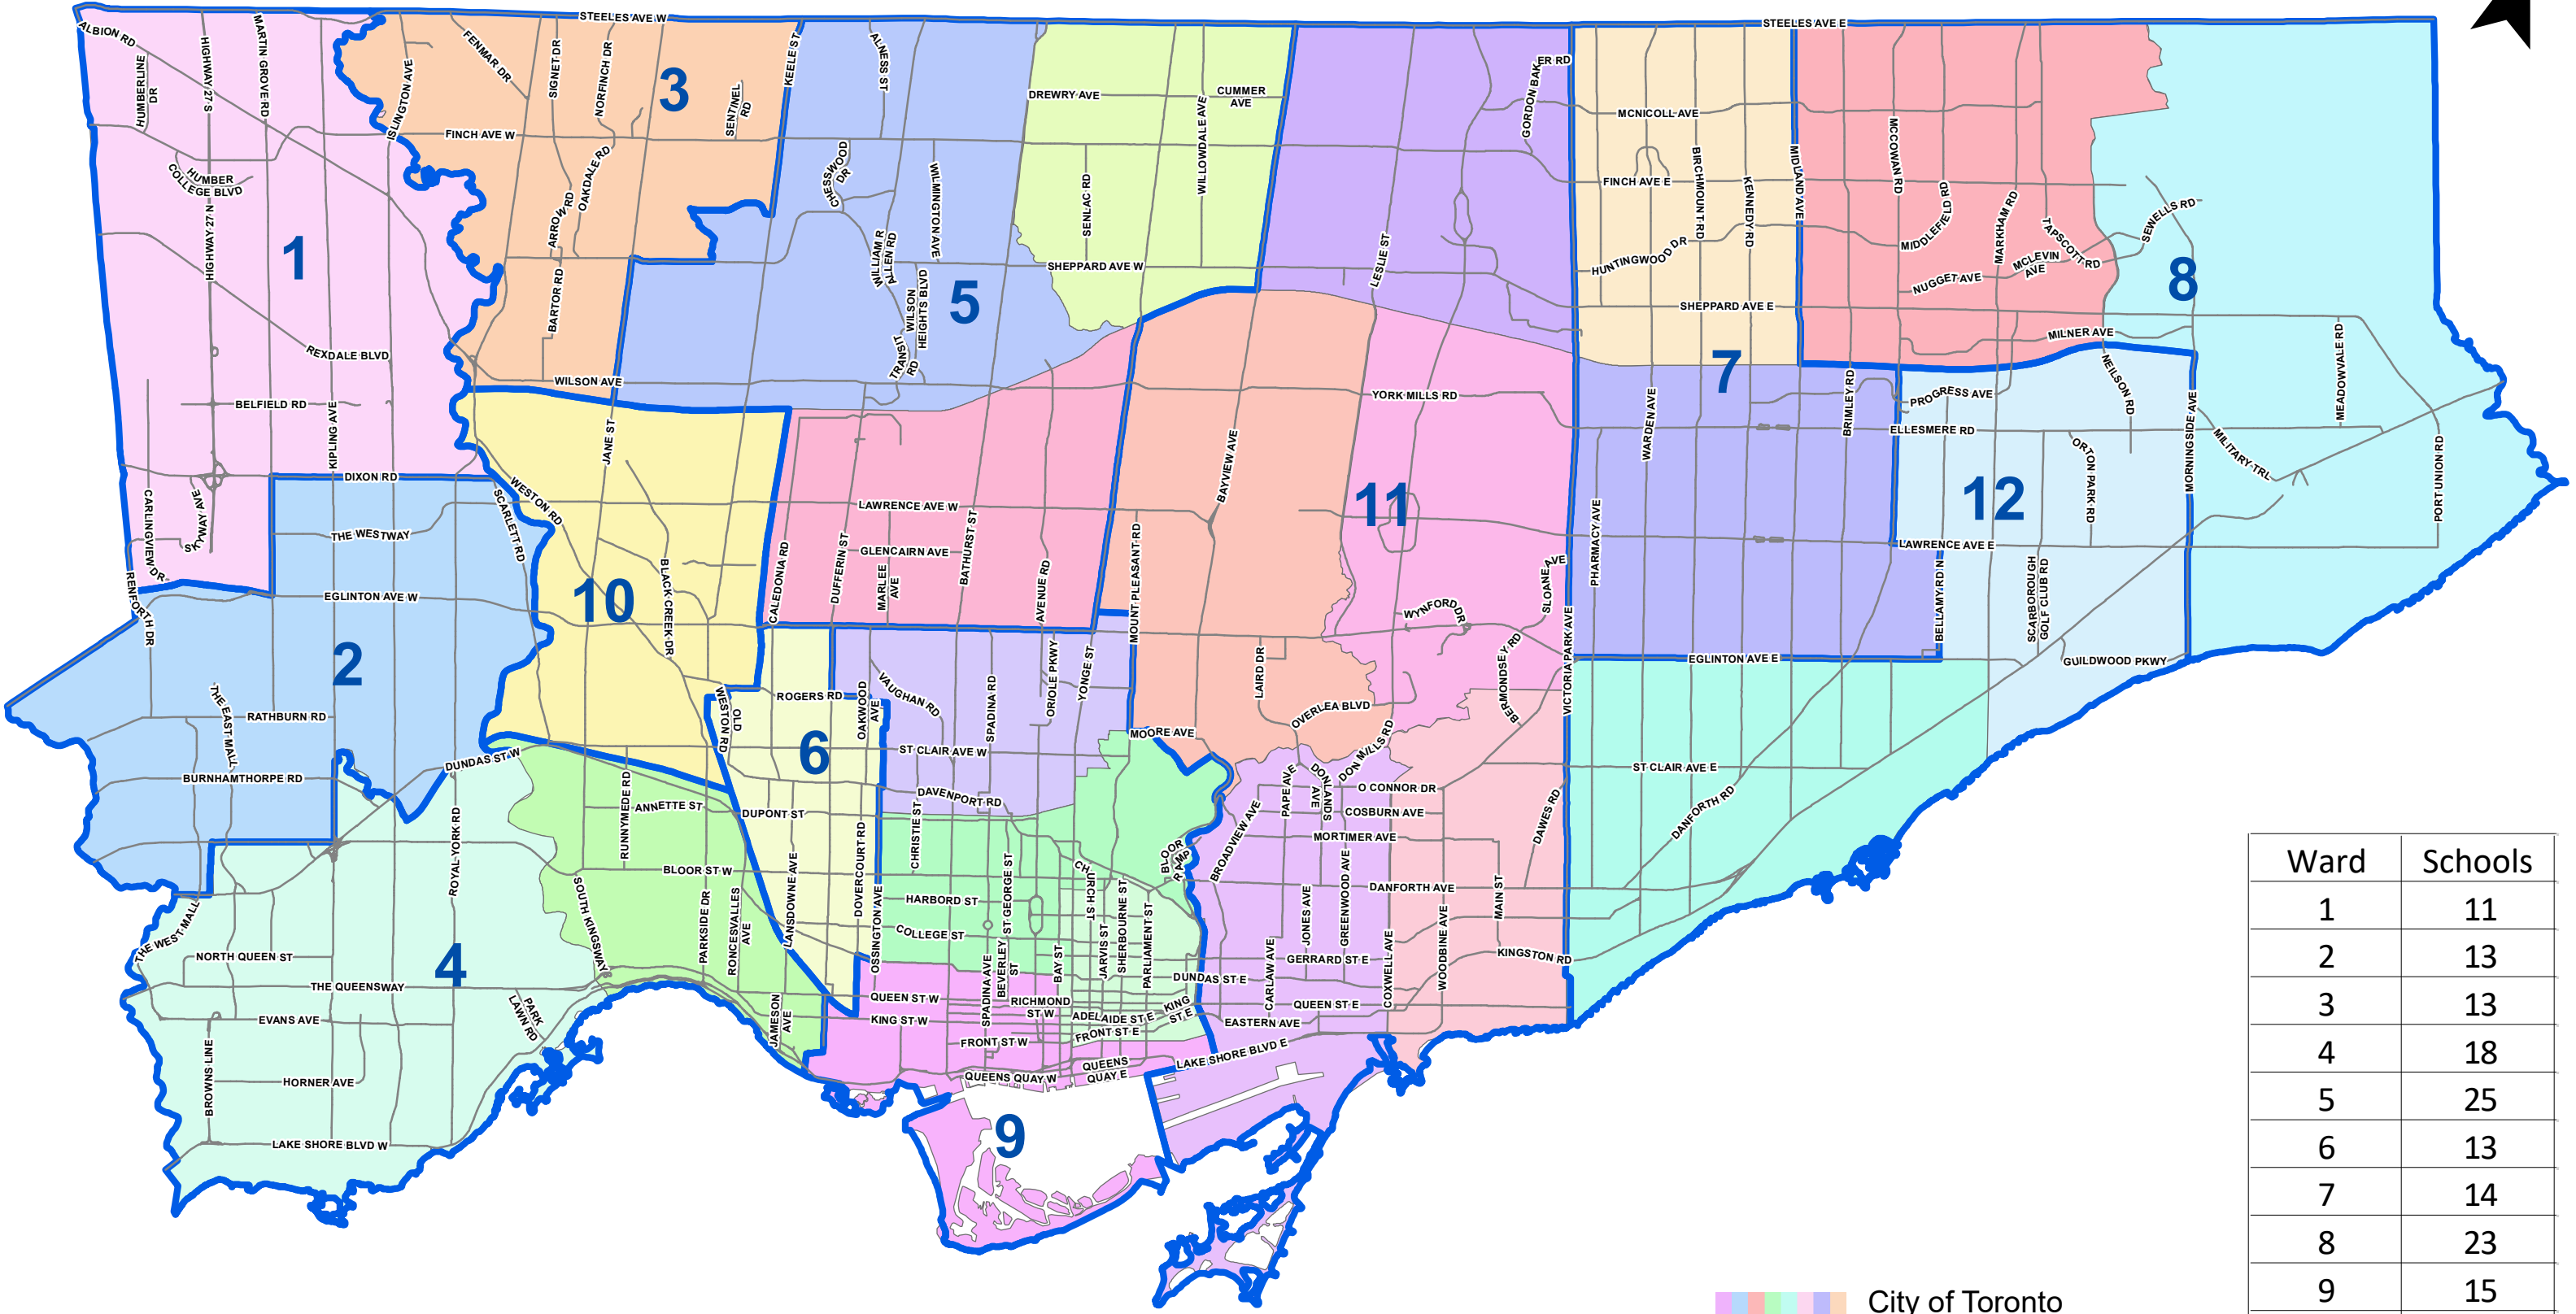 STEELES AVE W
STEELES AVE E
ALBION RD
HUMBERLINE
DR
HIGHWAY 27 S
MARTIN GROVE RD
ISLINGTON AVE
FENMAR DR
SIGNET DR
NORFINCH DR
3
SENTINEL
RD
KEELE ST
ALNESS ST
DREWRY AVE
CUMMER
AVE
WILLOWDALE AVE
GORDON BAKER RD
MCNICOLL AVE
FINCH AVE W
FINCH AVE E
HUMBER
COLLEGE BLVD
HIGHWAY 27 N
1
ARROW RD
OAKDALE RD
CHESSWOOD
DR
WILMINGTON AVE
WILLIAM R
ALLEN RD
SENLAC RD
LESLIE ST
BIRCHMOUNT RD
KENNEDY RD
MIDLAND AVE
MCCOWAN RD
MIDDLEFIELD RD
MARKHAM RD
TAPSCOTT RD
MCLEVIN
AVE
SEWELLS RD
8
HUNTINGWOOD DR
NUGGET AVE
SHEPPARD AVE W
SHEPPARD AVE E
5
WILSON
HEIGHTS BLVD
TRANSIT
RD
BARTOR RD
REXDALE BLVD
WILSON AVE
MILNER AVE
MEADOWVALE RD
7
NEILSON RD
PROGRESS AVE
YORK MILLS RD
BELFIELD RD
KIPLING AVE
JANE ST
BAYVIEW AVE
WARDEN AVE
BRIMLEY RD
ELLESMERE RD
ORTON PARK RD
MORNINGSIDE AVE
MILITARY TRL
PORT UNION RD
DIXON RD
WESTON RD
SCARLETT RD
CARLINGVIEW DR
SKYWAY AVE
THE WESTWAY
LAWRENCE AVE W
11
12
LAWRENCE AVE E
GLENCAIRN AVE
CALEDONIA RD
DUFFERIN ST
MARLEE
AVE
BATHURST ST
AVENUE RD
MOUNT PLEASANT RD
PHARMACY AVE
SLOANE AVE
BELLAMY RD N
SCARBOROUGH
GOLF CLUB RD
RENFORTH DR
EGLINTON AVE W
10
BLACK CREEK DR
WYNFORD DR
VICTORIA PARK AVE
EGLINTON AVE E
GUILDWOOD PKWY
2
THE EAST MALL
RATHBURN RD
WESTON RD
OLD
ROGERS RD
OAKWOOD
AVE
VAUGHAN RD
SPADINA RD
ORIOLE PKWY
YONGE ST
LAIRD DR
OVERLEA BLVD
BERMONDSEY RD
MOORE AVE
6
ST CLAIR AVE W
ST CLAIR AVE E
DUNDAS ST W
BURNHAMTHORPE RD
ROYAL YORK RD
RUNNYMEDE RD
ANNETTE ST
DUPONT ST
DAVENPORT RD
BROADVIEW AVE
PAPE AVE
DONLANDS
AVE
DON MILLS RD
O CONNOR DR
COSBURN AVE
MORTIMER AVE
DAWES RD
DANFORTH RD
BLOOR ST W
LANSDOWNE AVE
DOVERCOURT RD
OSSINGTON AVE
CHRISTIE ST
BLOOR
RAMP
DANFORTH AVE
MAIN ST
HARBORD ST
ST GEORGE ST
CHURCH ST
SHERBOURNE ST
PARLIAMENT ST
JARVIS ST
JONES AVE
GREENWOOD AVE
WOODBINE AVE
COXWELL AVE
CARLAW AVE
SOUTH KINGSWAY
PARKSIDE DR
RONCESVALLES
AVE
COLLEGE ST
SPADINA AVE
BEVERLEY
ST
BAY ST
THE WEST MALL
4
NORTH QUEEN ST
THE QUEENSWAY
GERRARD ST E
KINGSTON RD
DUNDAS ST E
QUEEN ST W
RICHMOND
ST W
ADELAIDE ST E
KING
ST E
QUEEN ST E
PARK
LAWN RD
JAMESON
AVE
KING ST W
FRONT ST E
EASTERN AVE
EVANS AVE
BROWNS LINE
FRONT ST W
LAKE SHORE BLVD E
QUEENS QUAY W
QUEENS
QUAY E
HORNER AVE
9
LAKE SHORE BLVD W
Ward Schools
1 11
2 13
3 13
4 18
5 25
6 13
7 14
8 23
9 15
City of Toronto